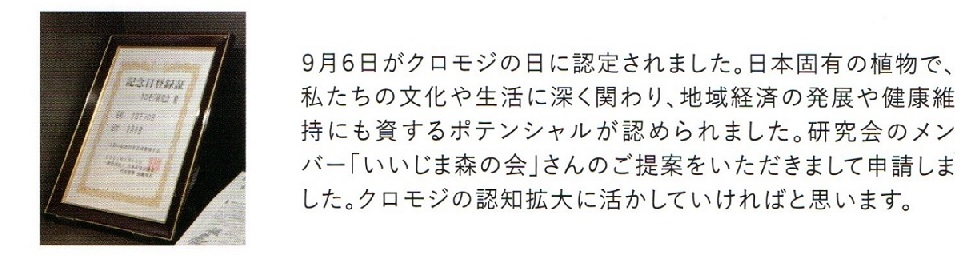 記念日登録証
9月6日がクロモジの日に認定されました。日本固有の植物で、
私たちの文化や生活に深く関わり、地域経済の発展や健康維
持にも資するポテンシャルが認められました。研究会のメン
バー「いいじま森の会」さんのご提案をいただきまして申請しま
した。クロモジの認知拡大に活かしていければと思います。